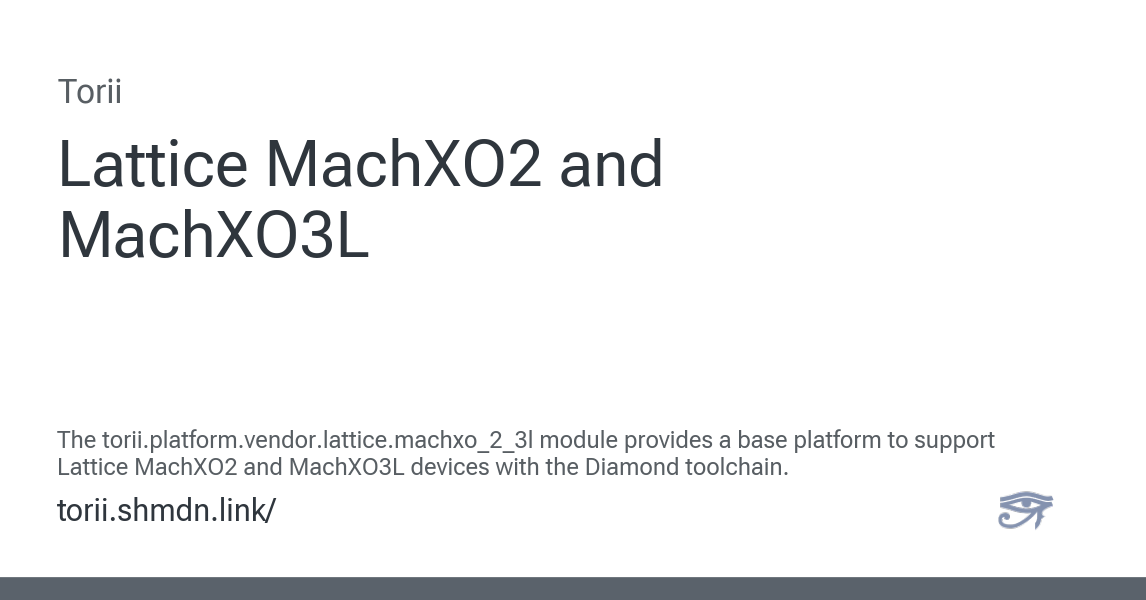 Torii
Lattice MachXO2 and
MachXO3L
The torii.platform.vendor.lattice.machxo_2_3l module provides a base platform to support
Lattice MachXO2 and MachXO3L devices with the Diamond toolchain.
torii.shmdn.link/